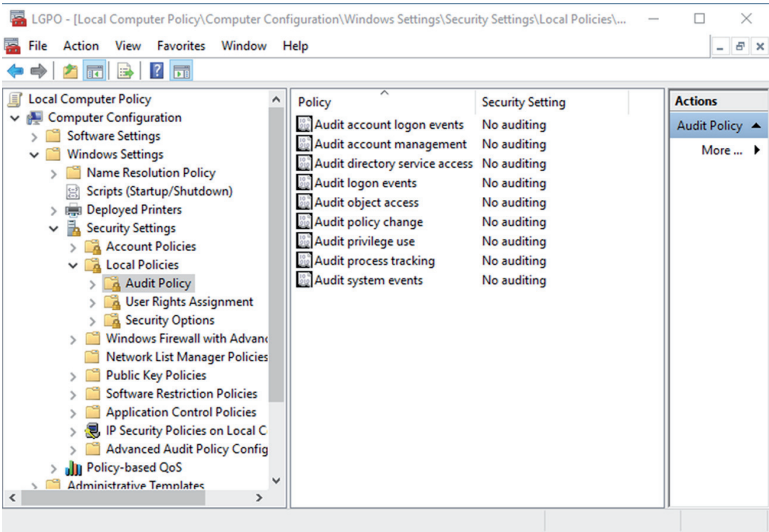 LGPO - [Local Computer Policy\Computer Configuration\Windows Settings\Security Settings\Local Policies\...
File Action View Favorites Window Help
Local Computer Policy
Computer Configuration
Software Settings
Windows Settings
Name Resolution Policy
Scripts (Startup/Shutdown)
Deployed Printers
Security Settings
Account Policies
Local Policies
Audit Policy
User Rights Assignment
Security Options
Windows Firewall with Advanc
Network List Manager Policies
Public Key Policies
Software Restriction Policies
Application Control Policies
IP Security Policies on Local C
Advanced Audit Policy Config
Policy-based QoS
Administrative Templates
Policy Security Setting
Audit account logon events No auditing
Audit account management No auditing
Audit directory service access No auditing
Audit logon events No auditing
Audit object access No auditing
Audit policy change No auditing
Audit privilege use No auditing
Audit process tracking No auditing
Audit system events No auditing
Actions
Audit Policy
More ...